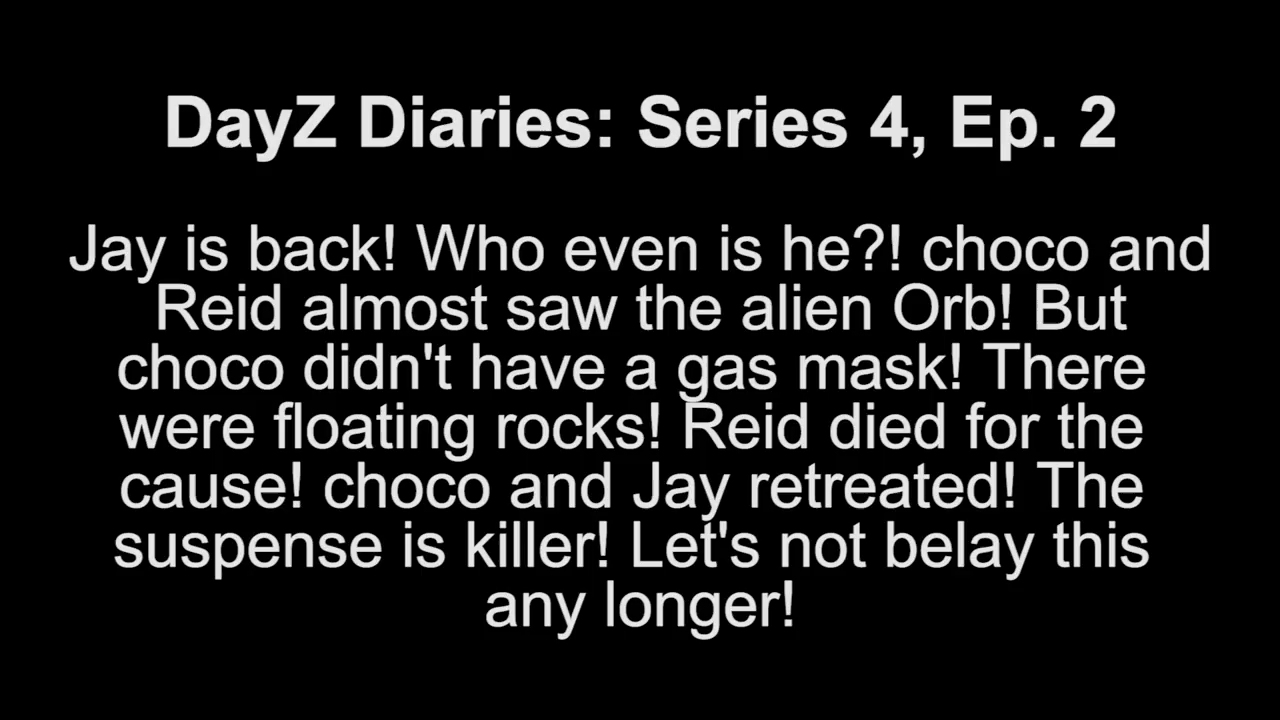 DayZ Diaries: Series 4, Ep. 2
Jay is back! Who even is he?! choco and
Reid almost saw the alien Orb! But
choco didn't have a gas mask! There
were floating rocks! Reid died for the
cause! choco and Jay retreated! The
suspense is killer! Let's not belay this
any longer!